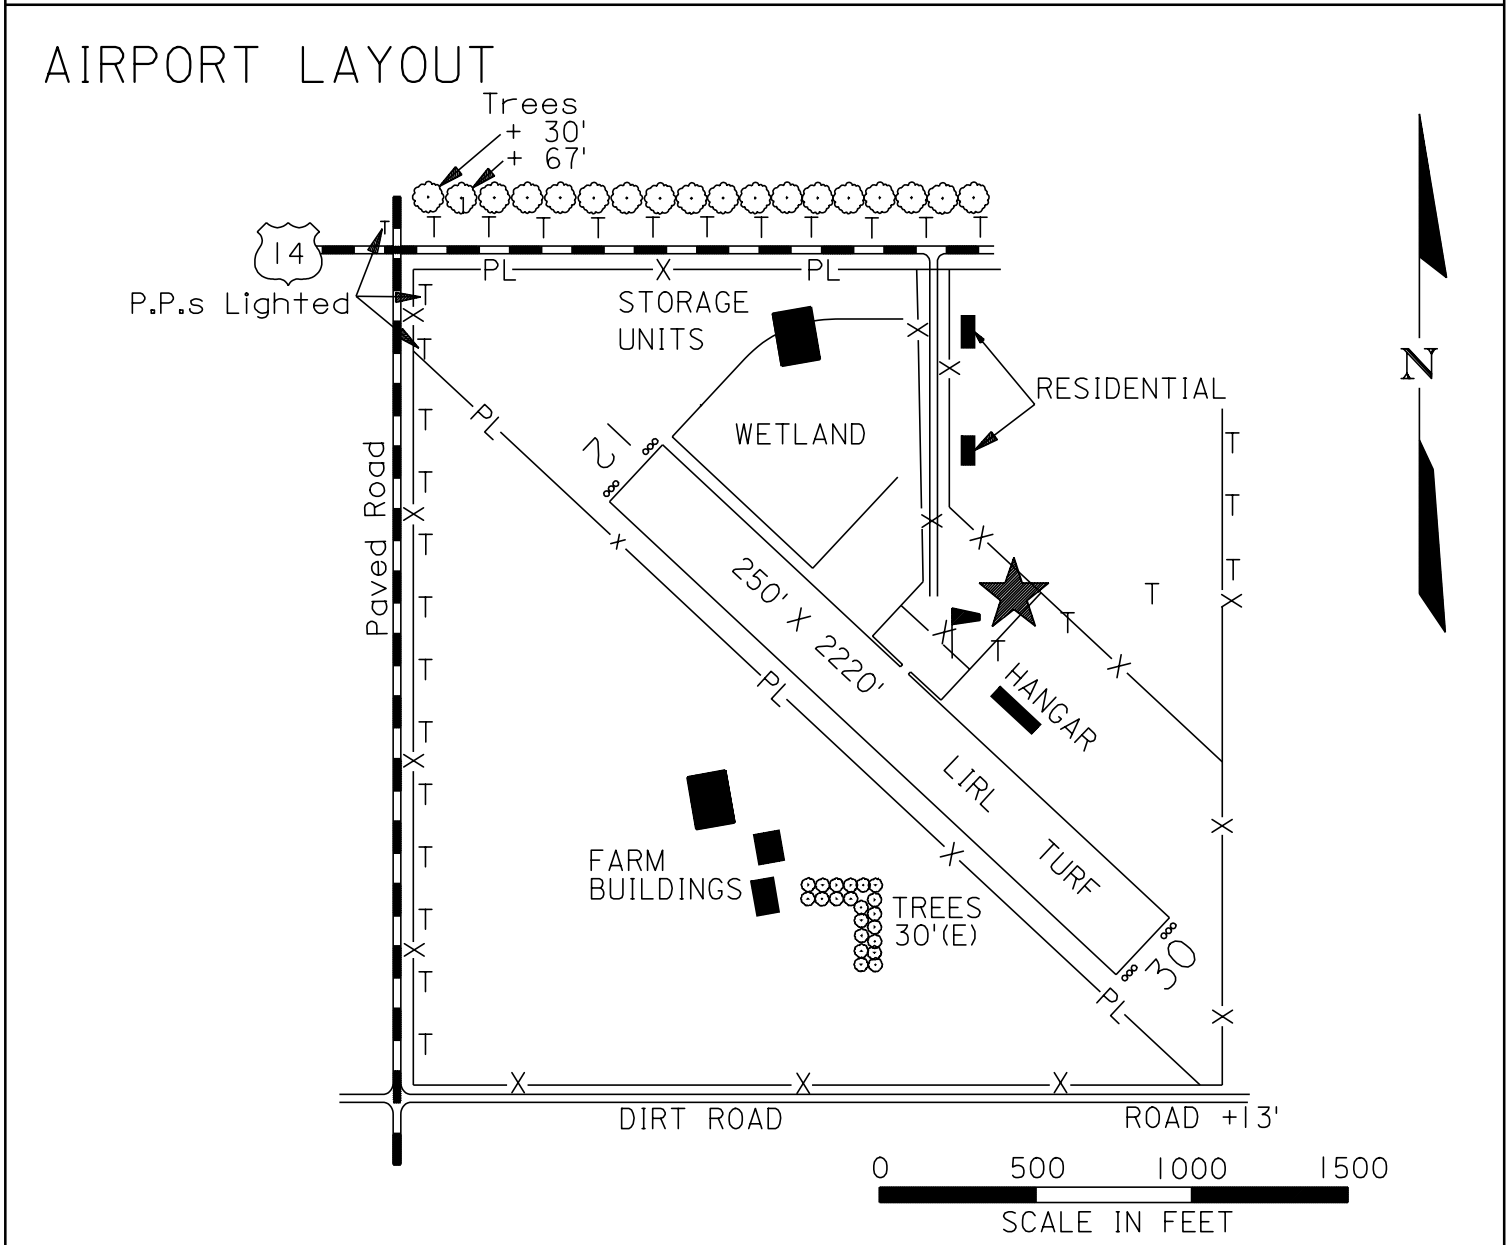 AIRPORT LAYOUT
Trees
+ 30'
+ 67'
14
PL
X
PL
P.P.s Lighted
STORAGE
UNITS
RESIDENTIAL
WETLAND
PL
12
Paved Road
N
250' X 2220'
PL
HANGAR
LIRL
TURF
FARM
BUILDINGS
TREES
30'(E)
30
PL
DIRT ROAD
ROAD +13'
0 500 1000 1500
SCALE IN FEET